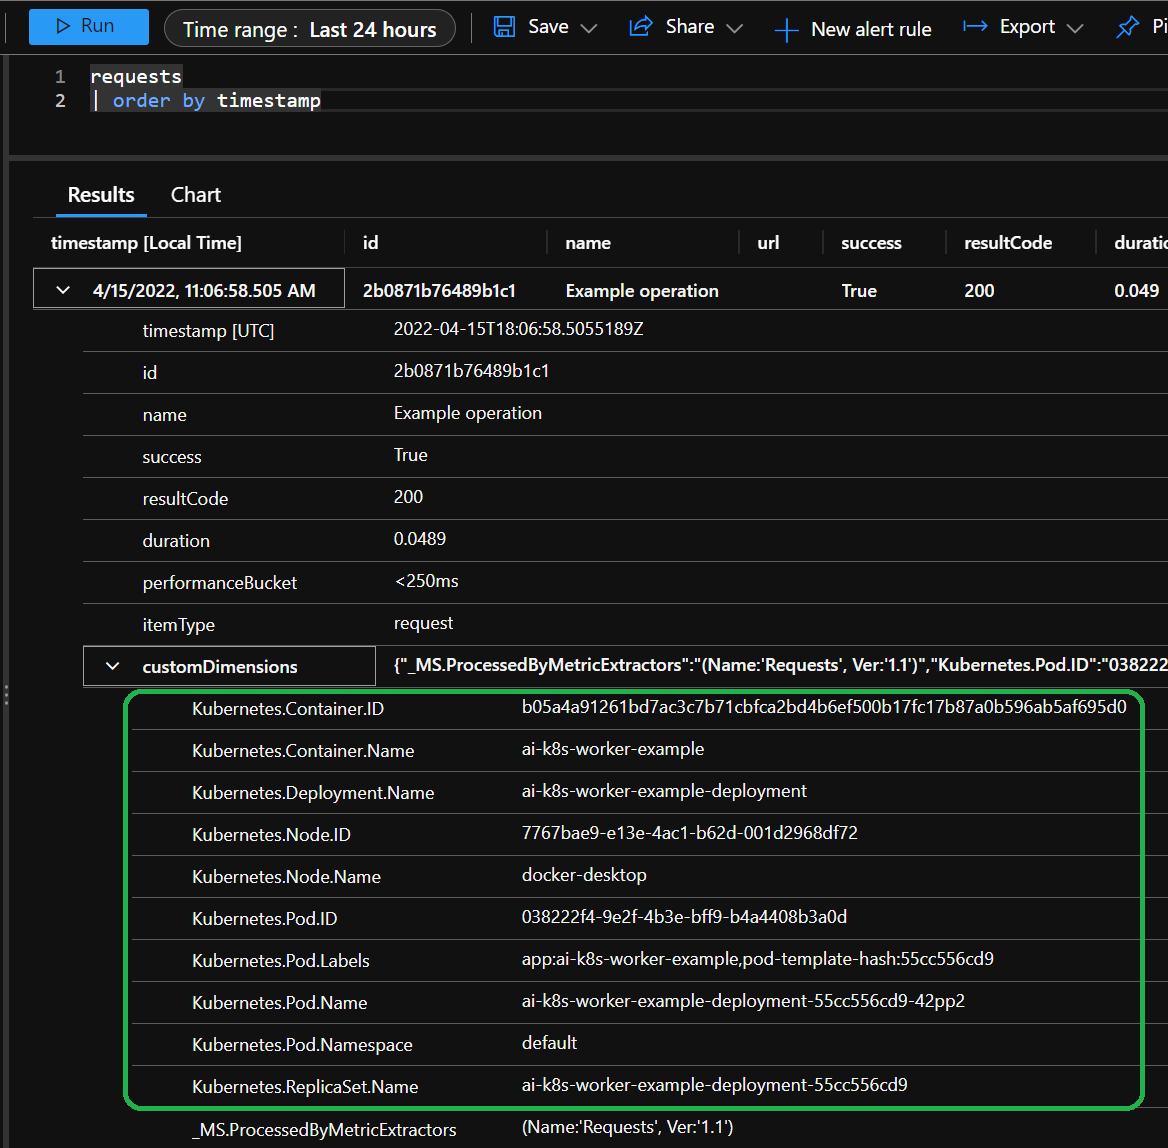 Run Time range : Last 24 hours Save Share New alert rule Export
1 requests
2 | order by timestamp
Results Chart
timestamp [Local Time] id name url success resultCode
4/15/2022, 11:06:58.505 AM 2b0871b76489b1c1 Example operation True 200 0.049
timestamp [UTC] 2022-04-15T18:06:58.5055189Z
id 2b0871b76489b1c1
name Example operation
success True
resultCode 200
duration 0.0489
performanceBucket <250ms
itemType request
customDimensions {"_MS.ProcessedByMetricExtractors":"(Name:'Requests', Ver:'1.1')","Kubernetes.Pod.ID":"038222
Kubernetes.Container.ID b05a4a91261bd7ac3c7b71cbfca2bd4b6ef500b17fc17b87a0b596ab5af695d0
Kubernetes.Container.Name ai-k8s-worker-example
Kubernetes.Deployment.Name ai-k8s-worker-example-deployment
Kubernetes.Node.ID 7767bae9-e13e-4ac1-b62d-001d2968df72
Kubernetes.Node.Name docker-desktop
Kubernetes.Pod.ID 038222f4-9e2f-4b3e-bff9-b4a4408b3a0d
Kubernetes.Pod.Labels app:ai-k8s-worker-example,pod-template-hash:55cc556cd9
Kubernetes.Pod.Name ai-k8s-worker-example-deployment-55cc556cd9-42pp2
Kubernetes.Pod.Namespace default
Kubernetes.ReplicaSet.Name ai-k8s-worker-example-deployment-55cc556cd9
_MS.ProcessedByMetricExtractors (Name:'Requests', Ver:'1.1')